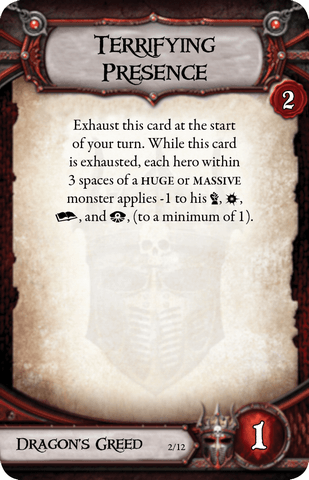 TERRIFYING
PRESENCE
2
Exhaust this card at the start
of your turn. While this card
is exhausted, each hero within
3 spaces of a HUGE or MASSIVE
monster applies -1 to his , ,
, and , (to a minimum of 1).
DRAGON'S GREED 2/12
1